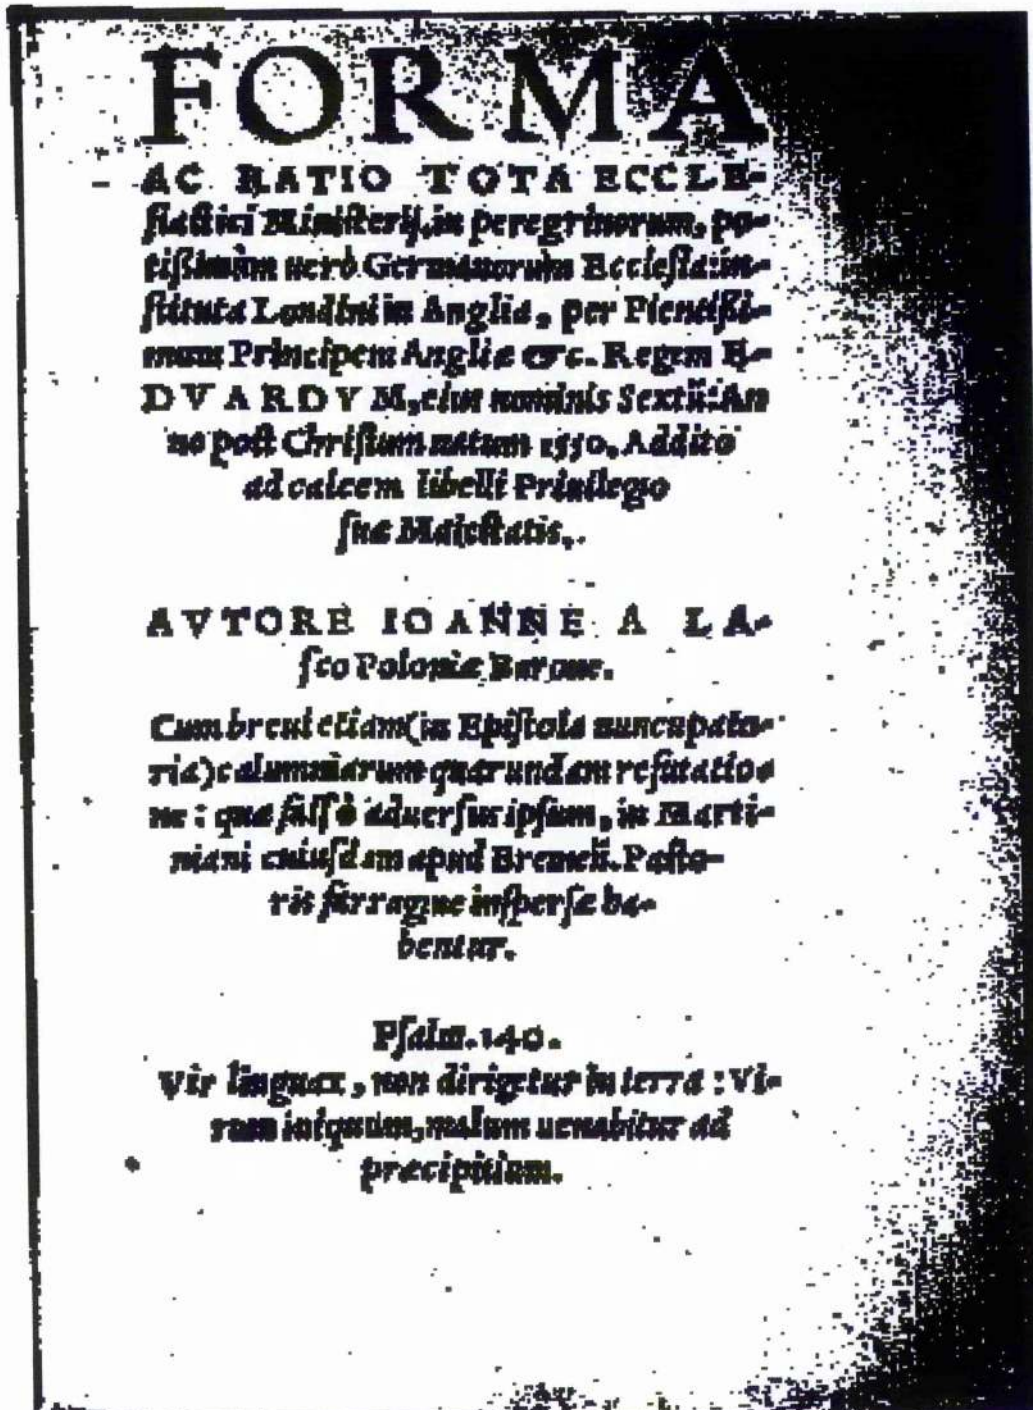 FORMA
AC RATIO TOTA ECCLE-
ſiaſtici Miniſterij, in peregrinorum, po-
tißimùm uerò Germanorum Eccleſia: in-
ſtituta Londini in Anglia, per Pientißi-
mum Principem Angliæ &c. Regem E-
DVARDVM, eius nominis Sextũ: An
no poſt Chriſtum natum 1550. Addito
ad calcem libelli Priuilegio
ſuæ Maieſtatis.
AVTORE IOANNE A LA-
ſco Poloniæ Barone.
Cum breui etiam (in Epiſtola nuncupato-
ria) calumniarum quarundam refutatio-
ne: quæ falſò aduerſus ipſum, in Marti-
niani cuiuſdam apud Bremeñ. Paſto-
ris farragine inſperſæ ha-
bentur.
Pſalm. 140.
Vir linguax, non dirigetur in terra: Vi-
rum iniquum, malum uenabitur ad
præcipitium.